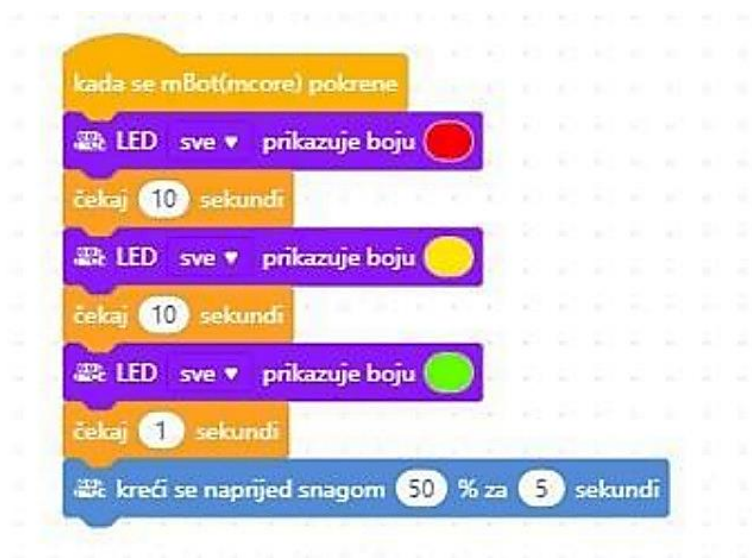 kada se mBot(mcore) pokrene
LED sve ▾ prikazuje boju
čekaj 10 sekundi
LED sve ▾ prikazuje boju
čekaj 10 sekundi
LED sve ▾ prikazuje boju
čekaj 1 sekundi
kreći se naprijed snagom 50 % za 5 sekundi